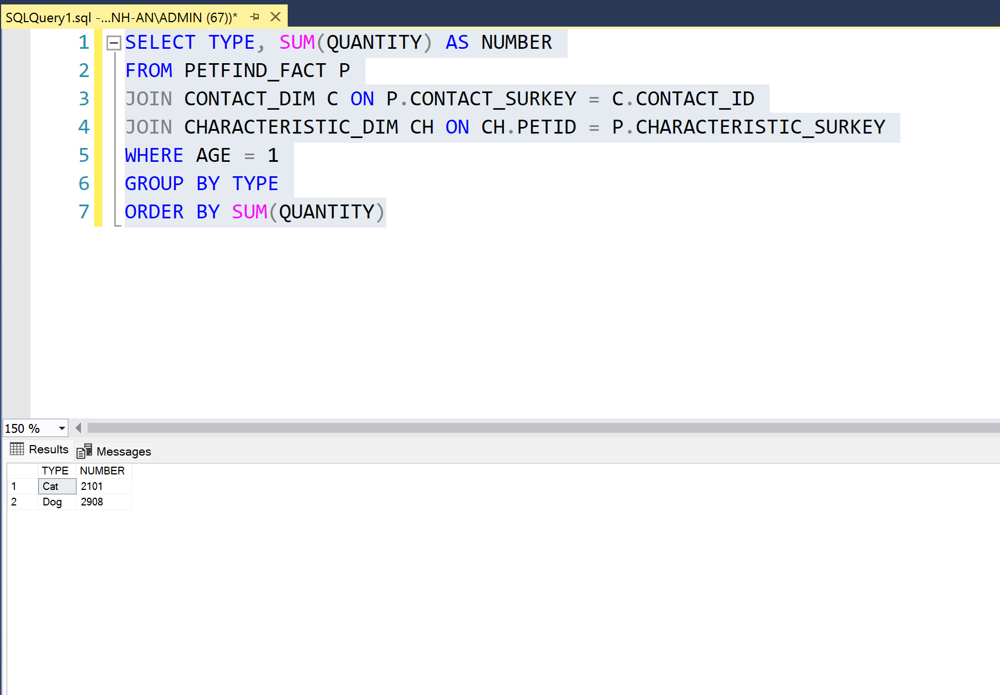 SQLQuery1.sql -...NH-AN\ADMIN (67))*
1 SELECT TYPE, SUM(QUANTITY) AS NUMBER
2 FROM PETFIND_FACT P
3 JOIN CONTACT_DIM C ON P.CONTACT_SURKEY = C.CONTACT_ID
4 JOIN CHARACTERISTIC_DIM CH ON CH.PETID = P.CHARACTERISTIC_SURKEY
5 WHERE AGE = 1
6 GROUP BY TYPE
7 ORDER BY SUM(QUANTITY)
150 %
Results Messages
TYPE NUMBER
1 Cat 2101
2 Dog 2908